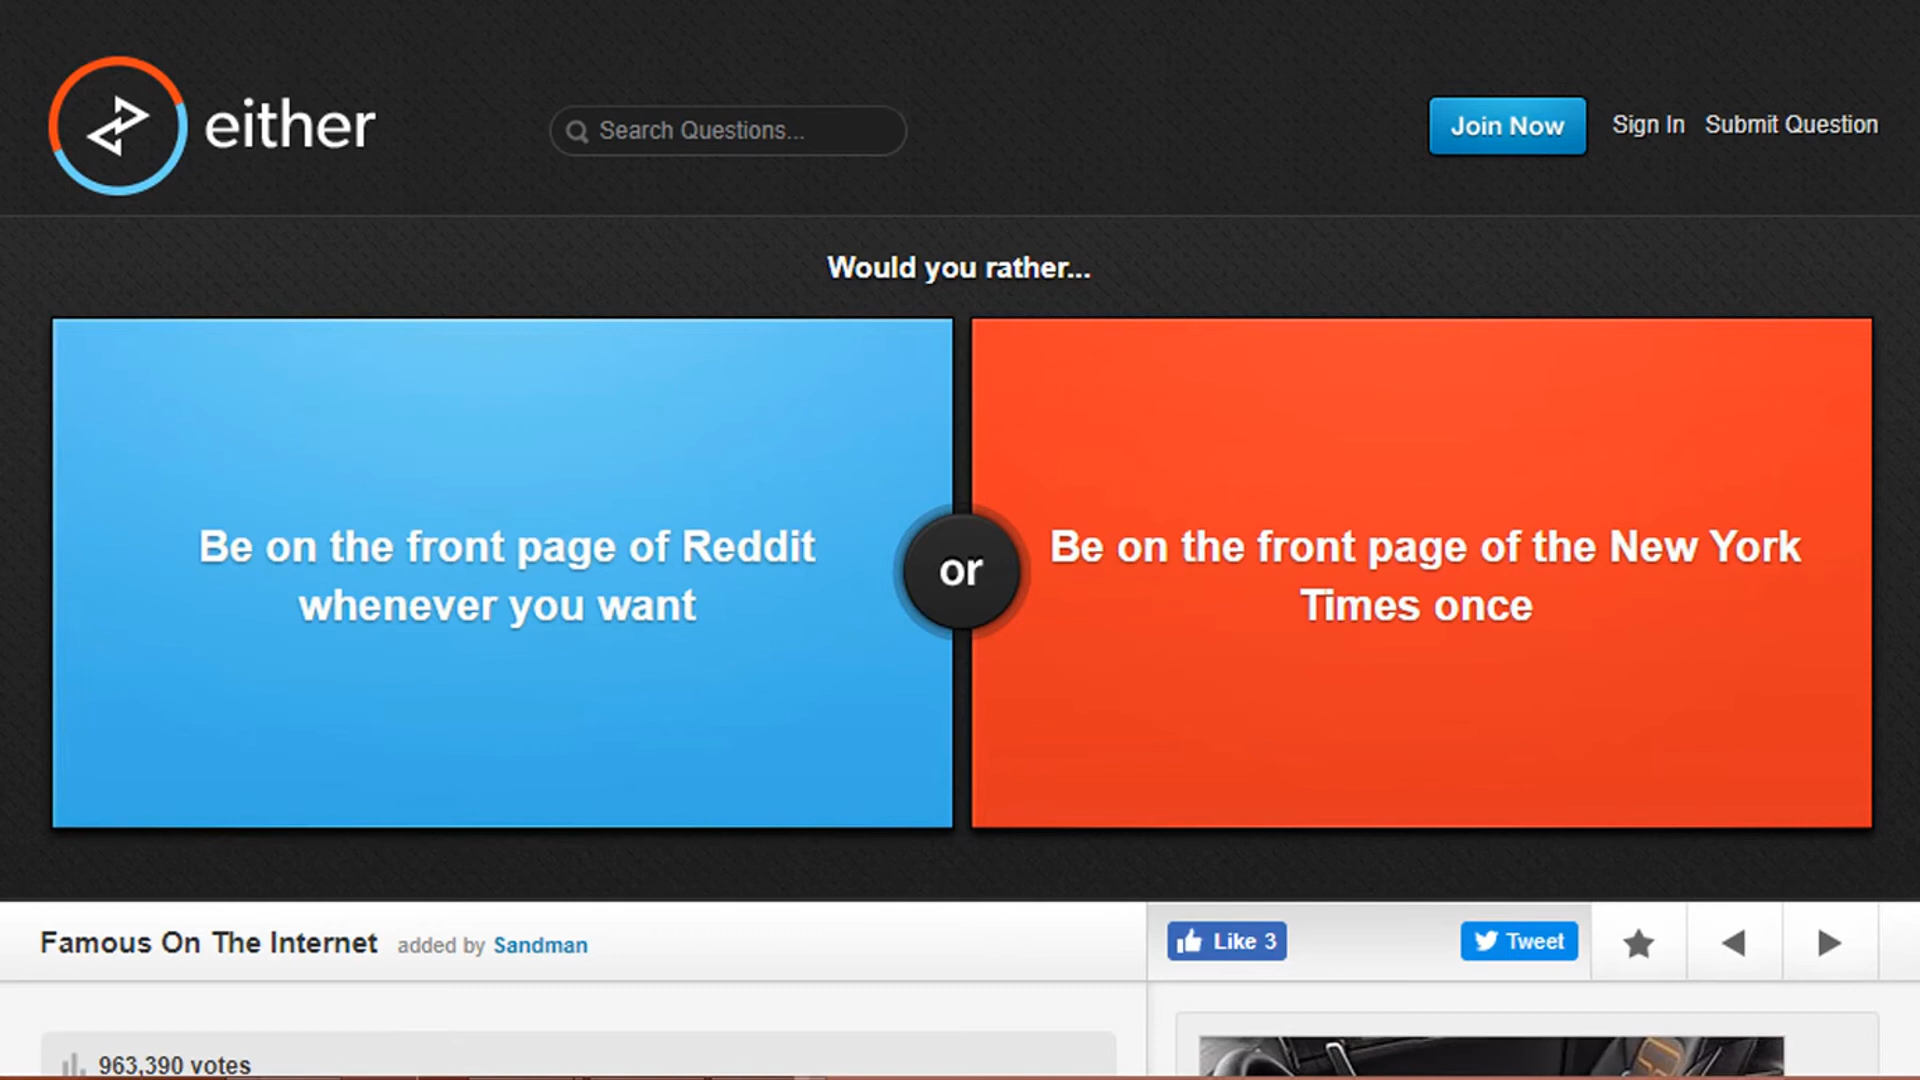 either
Search Questions...
Join Now
Sign In
Submit Question
Would you rather...
Be on the front page of Reddit
whenever you want
or
Be on the front page of the New York
Times once
Famous On The Internet added by Sandman
Like 3
Tweet
963,390 votes